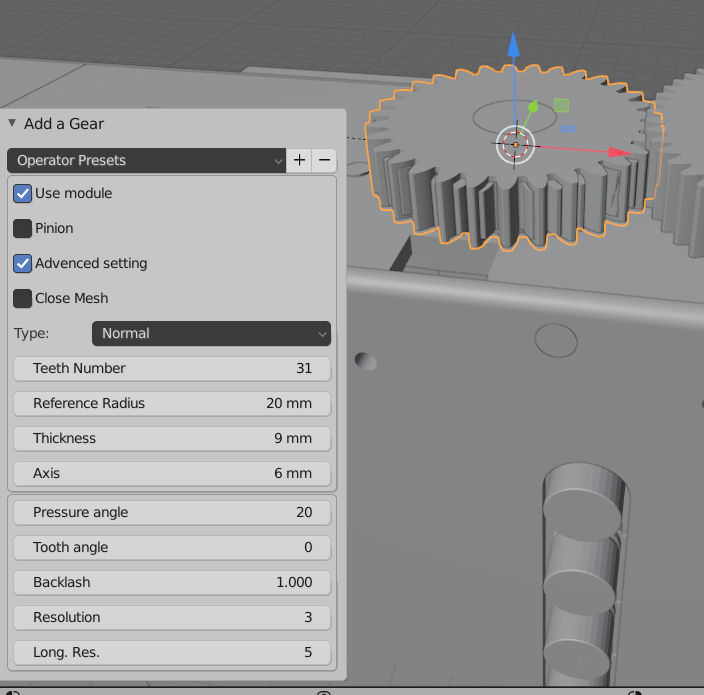 Add a Gear
Operator Presets
Use module
Pinion
Advanced setting
Close Mesh
Type: Normal
Teeth Number 31
Reference Radius 20 mm
Thickness 9 mm
Axis 6 mm
Pressure angle 20
Tooth angle 0
Backlash 1.000
Resolution 3
Long. Res. 5